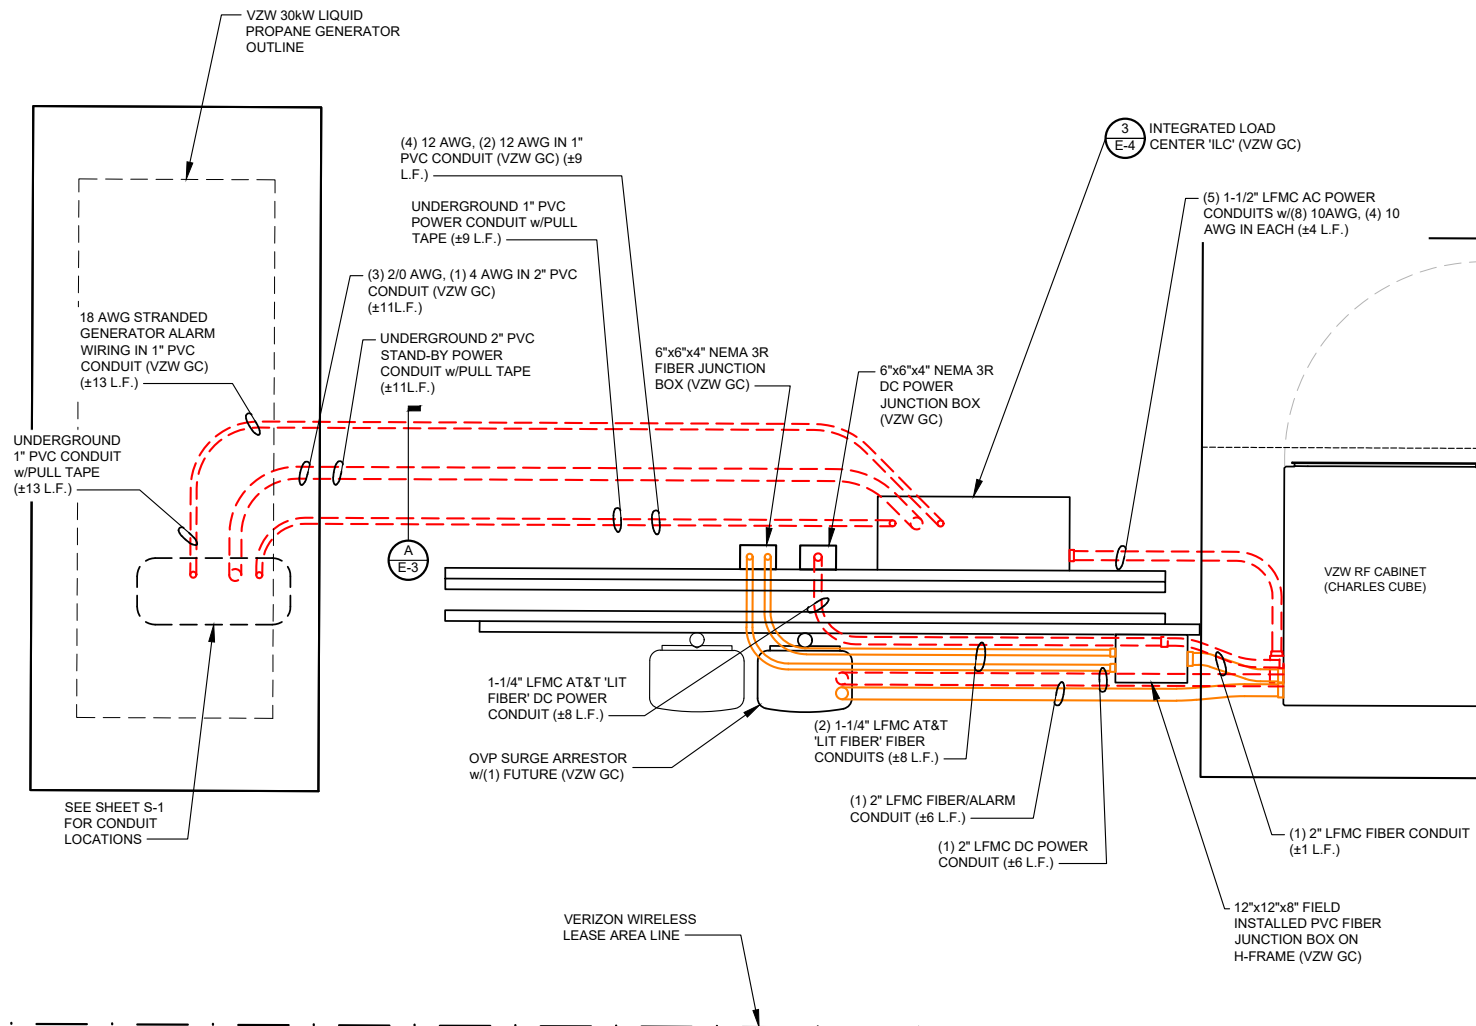 VZW 30kW LIQUID
PROPANE GENERATOR
OUTLINE
(4) 12 AWG, (2) 12 AWG IN 1"
PVC CONDUIT (VZW GC) (±9
L.F.)
3
E-4
INTEGRATED LOAD
CENTER 'ILC' (VZW GC)
UNDERGROUND 1" PVC
POWER CONDUIT w/PULL
TAPE (±9 L.F.)
(5) 1-1/2" LFMC AC POWER
CONDUITS w/(8) 10AWG, (4) 10
AWG IN EACH (±4 L.F.)
(3) 2/0 AWG, (1) 4 AWG IN 2" PVC
CONDUIT (VZW GC)
(±11L.F.)
18 AWG STRANDED
GENERATOR ALARM
WIRING IN 1" PVC
CONDUIT (VZW GC)
(±13 L.F.)
UNDERGROUND 2" PVC
STAND-BY POWER
CONDUIT w/PULL TAPE
(±11L.F.)
6"x6"x4" NEMA 3R
FIBER JUNCTION
BOX (VZW GC)
6"x6"x4" NEMA 3R
DC POWER
JUNCTION BOX
(VZW GC)
UNDERGROUND
1" PVC CONDUIT
w/PULL TAPE
(±13 L.F.)
A
E-3
VZW RF CABINET
(CHARLES CUBE)
1-1/4" LFMC AT&T 'LIT
FIBER' DC POWER
CONDUIT (±8 L.F.)
(2) 1-1/4" LFMC AT&T
'LIT FIBER' FIBER
CONDUITS (±8 L.F.)
OVP SURGE ARRESTOR
w/(1) FUTURE (VZW GC)
SEE SHEET S-1
FOR CONDUIT
LOCATIONS
(1) 2" LFMC FIBER/ALARM
CONDUIT (±6 L.F.)
(1) 2" LFMC DC POWER
CONDUIT (±6 L.F.)
(1) 2" LFMC FIBER CONDUIT
(±1 L.F.)
12"x12"x8" FIELD
INSTALLED PVC FIBER
JUNCTION BOX ON
H-FRAME (VZW GC)
VERIZON WIRELESS
LEASE AREA LINE